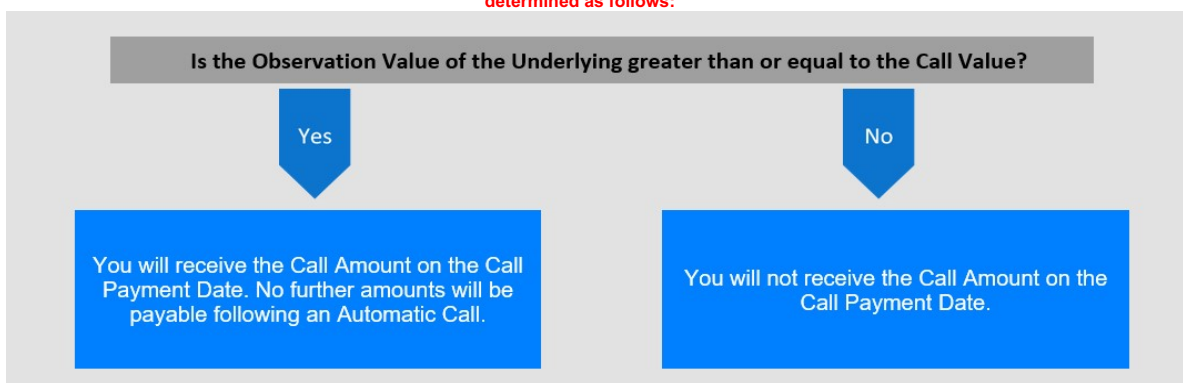 determined as follows:
Is the Observation Value of the Underlying greater than or equal to the Call Value?
Yes
No
You will receive the Call Amount on the Call
Payment Date. No further amounts will be
payable following an Automatic Call.
You will not receive the Call Amount on the
Call Payment Date.